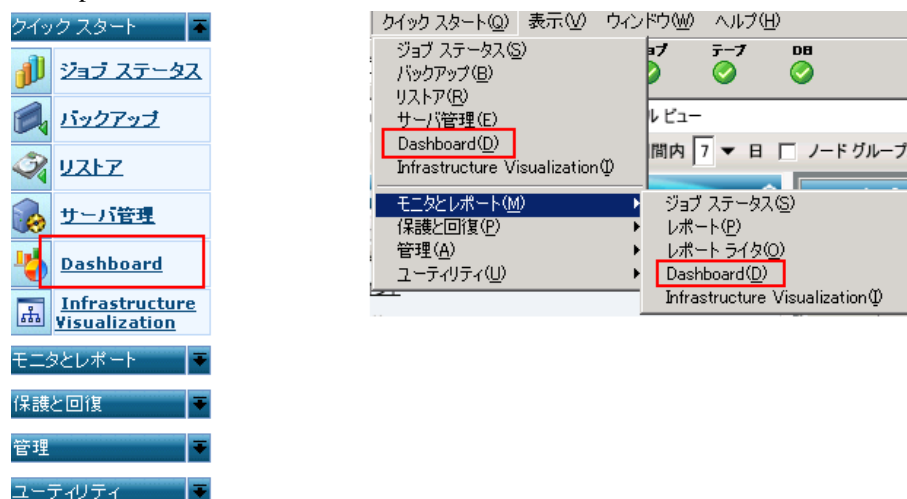 クイック スタート
ジョブ ステータス
バックアップ
リストア
サーバ管理
Dashboard
Infrastructure
Visualization
モニタとレポート
保護と回復
管理
ユーティリティ
クイック スタート(Q) 表示(V) ウィンドウ(W) ヘルプ(H)
ジョブ ステータス(S)
バックアップ(B)
リストア(R)
サーバ管理(E)
Dashboard(D)
Infrastructure Visualization(I)
モニタとレポート(M)
保護と回復(P)
管理(A)
ユーティリティ(U)
テープ DB
ル ビュー
間内 7 日 ノード グループ
ジョブ ステータス(S)
レポート(P)
レポート ライタ(O)
Dashboard(D)
Infrastructure Visualization(I)